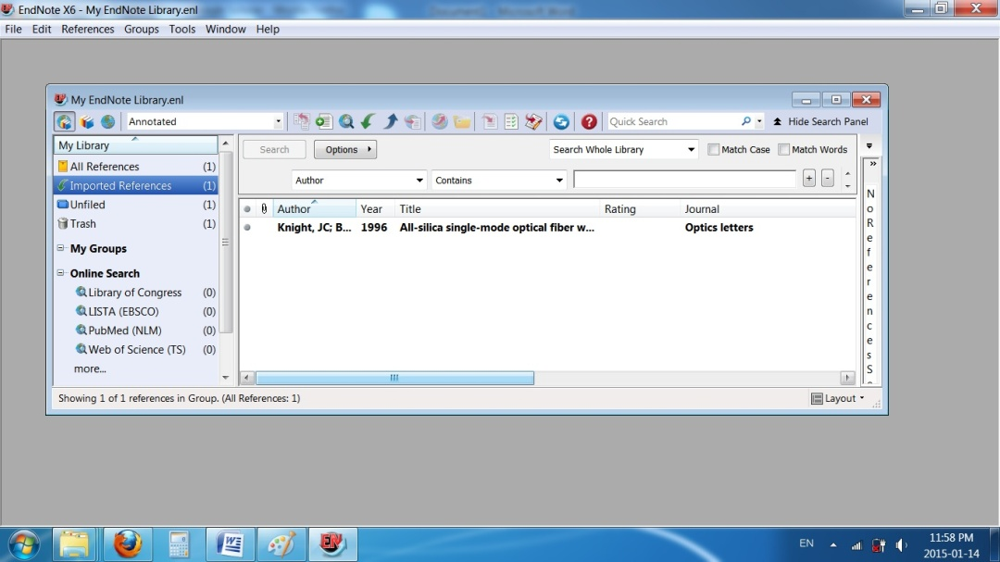 EndNote X6 - My EndNote Library.enl
File Edit References Groups Tools Window Help
My EndNote Library.enl
Annotated
Quick Search
Hide Search Panel
My Library
All References (1)
Imported References (1)
Unfiled (1)
Trash (1)
My Groups
Online Search
Library of Congress (0)
LISTA (EBSCO) (0)
PubMed (NLM) (0)
Web of Science (TS) (0)
more...
Search Options Search Whole Library Match Case Match Words
Author Contains + -
Author Year Title Rating Journal
Knight, JC; B... 1996 All-silica single-mode optical fiber w... Optics letters
N
o
R
e
f
e
r
e
n
c
e
s
S
Showing 1 of 1 references in Group. (All References: 1)
Layout
EN
11:58 PM
2015-01-14